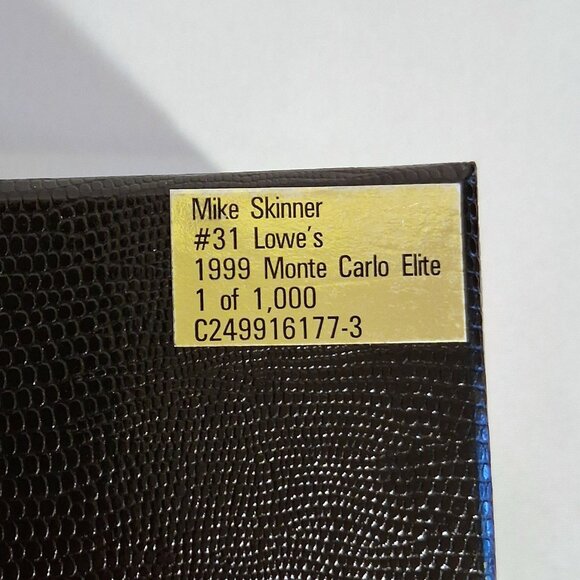 Mike Skinner
#31 Lowe's
1999 Monte Carlo Elite
1 of 1,000
C249916177-3